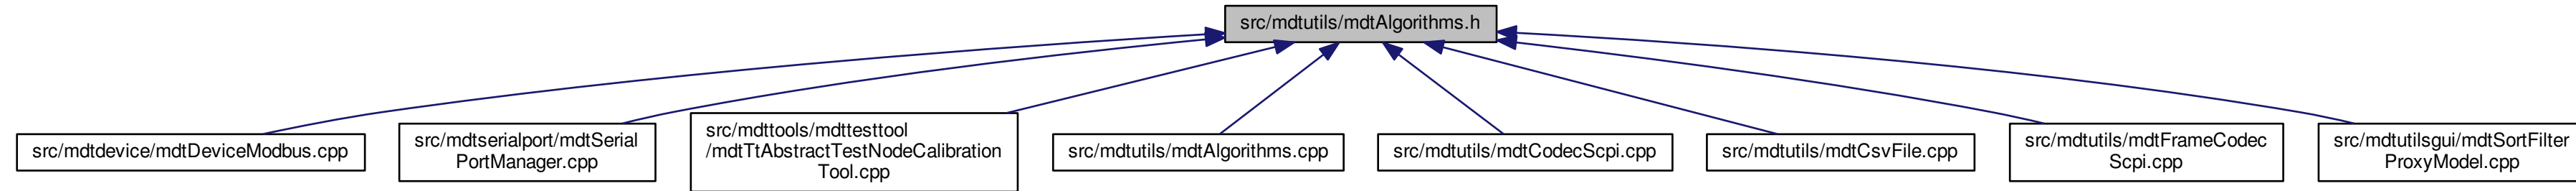 src/mdtutils/mdtAlgorithms.h
src/mdtdevice/mdtDeviceModbus.cpp
src/mdtserialport/mdtSerial
PortManager.cpp
src/mdttools/mdttesttool
/mdtTtAbstractTestNodeCalibration
Tool.cpp
src/mdtutils/mdtAlgorithms.cpp
src/mdtutils/mdtCodecScpi.cpp
src/mdtutils/mdtCsvFile.cpp
src/mdtutils/mdtFrameCodec
Scpi.cpp
src/mdtutilsgui/mdtSortFilter
ProxyModel.cpp